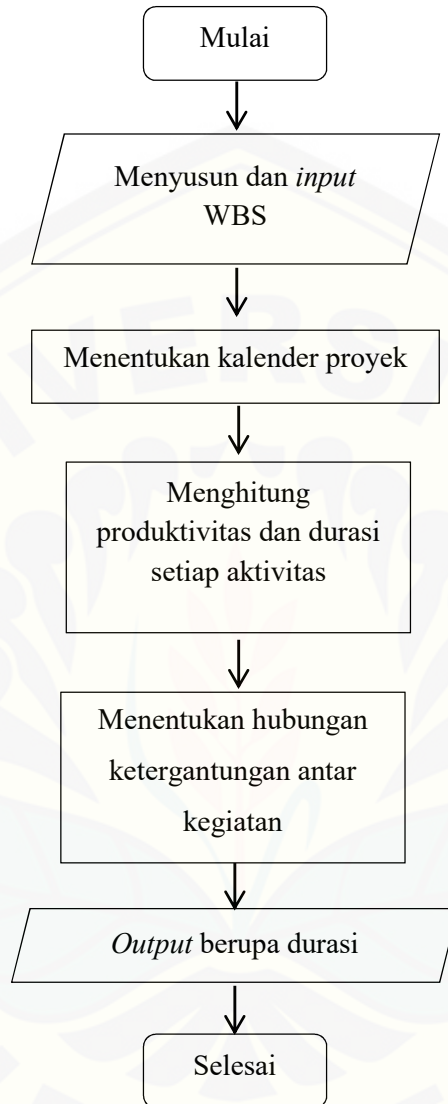 Mulai
Menyusun dan input
WBS
Menentukan kalender proyek
Menghitung
produktivitas dan durasi
setiap aktivitas
Menentukan hubungan
ketergantungan antar
kegiatan
Output berupa durasi
Selesai